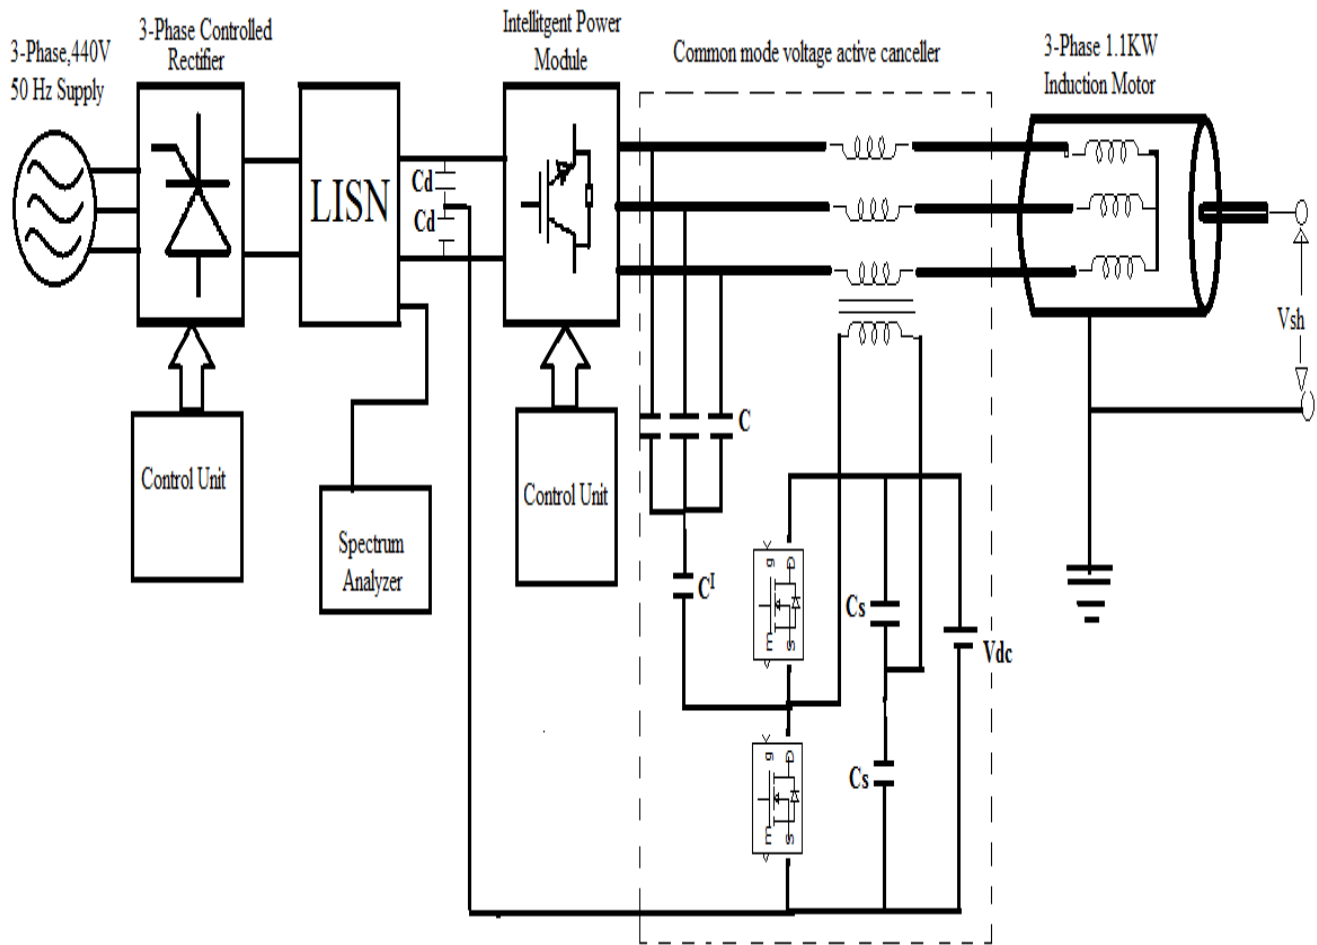 3-Phase,440V
50 Hz Supply
3-Phase Controlled
Rectifier
Intellitgent Power
Module
Common mode voltage active canceller
3-Phase 1.1KW
Induction Motor
LISN
Cd
Cd
Vsh
C
Control Unit
Control Unit
Spectrum
Analyzer
C^I
g
D
m
S
Cs
Vdc
g
D
m
S
Cs